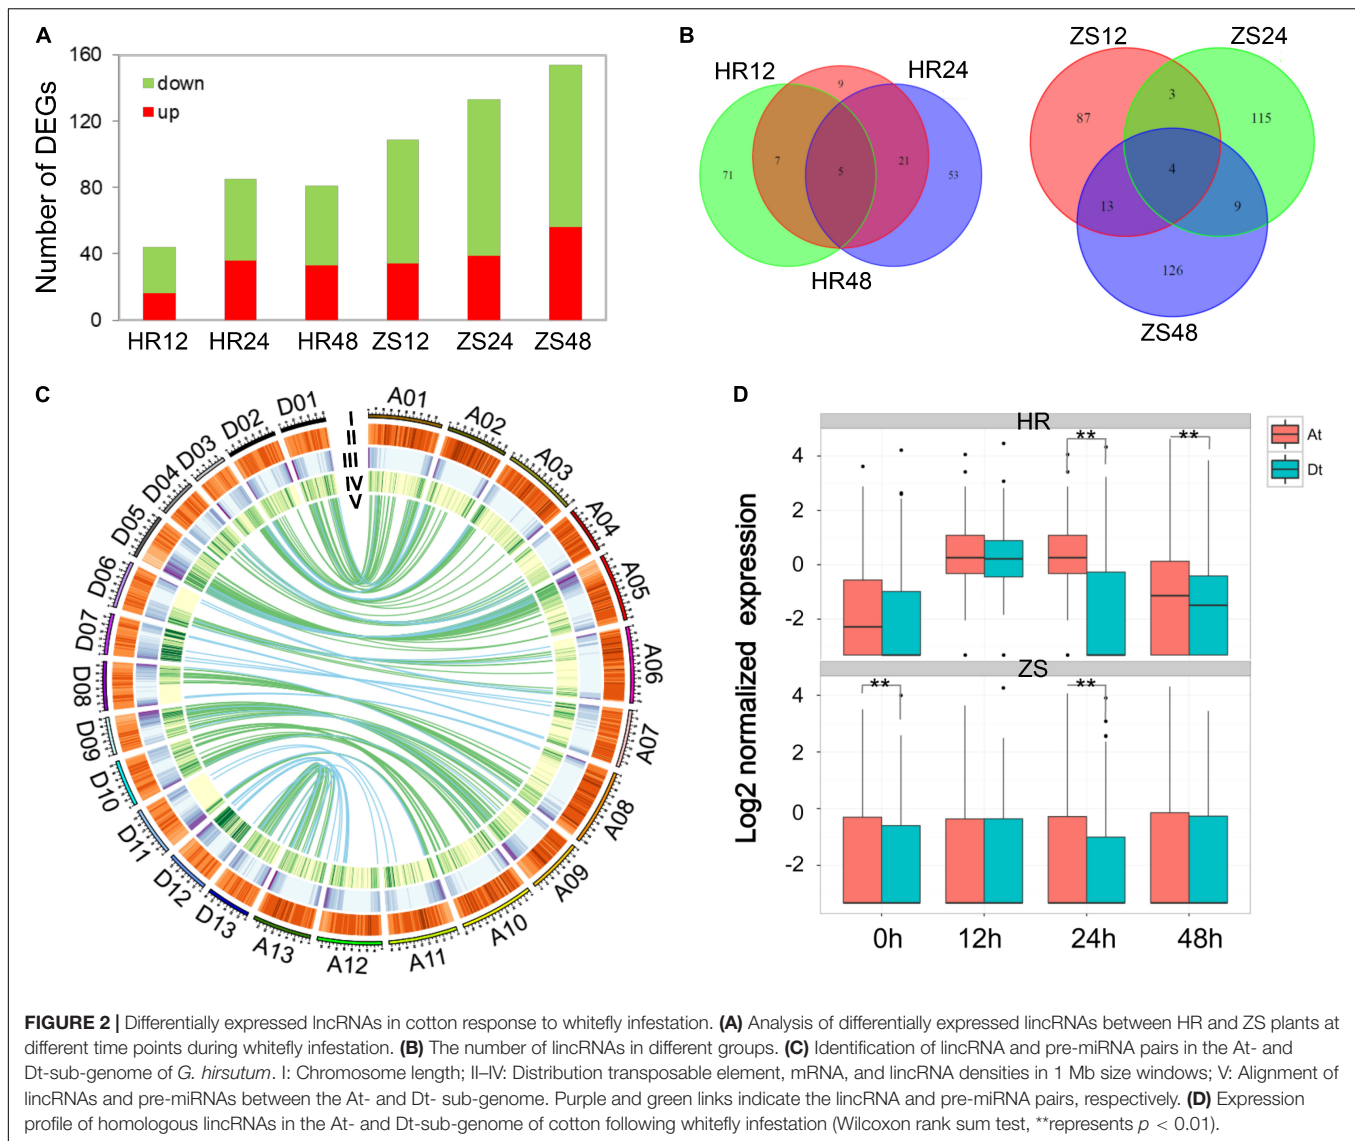 A
160
120
80
40
0
Number of DEGs
down
up
HR12 HR24 HR48 ZS12 ZS24 ZS48
B
HR12
HR24
HR48
9
7
5
21
71
53
ZS12
ZS24
ZS48
3
87
115
4
13
9
126
C
I
II
III
IV
V
A01
A02
A03
A04
A05
A06
A07
A08
A09
A10
A11
A12
A13
D13
D12
D11
D10
D09
D08
D07
D06
D05
D04
D03
D02
D01
D
HR
**
**
4
2
0
-2
At
Dt
Log2 normalized expression
ZS
**
**
4
2
0
-2
0h 12h 24h 48h
FIGURE 2 | Differentially expressed lncRNAs in cotton response to whitefly infestation. (A) Analysis of differentially expressed lincRNAs between HR and ZS plants at
different time points during whitefly infestation. (B) The number of lincRNAs in different groups. (C) Identification of lincRNA and pre-miRNA pairs in the At- and
Dt-sub-genome of G. hirsutum. I: Chromosome length; II–IV: Distribution transposable element, mRNA, and lincRNA densities in 1 Mb size windows; V: Alignment of
lincRNAs and pre-miRNAs between the At- and Dt- sub-genome. Purple and green links indicate the lincRNA and pre-miRNA pairs, respectively. (D) Expression
profile of homologous lincRNAs in the At- and Dt-sub-genome of cotton following whitefly infestation (Wilcoxon rank sum test, **represents p < 0.01).